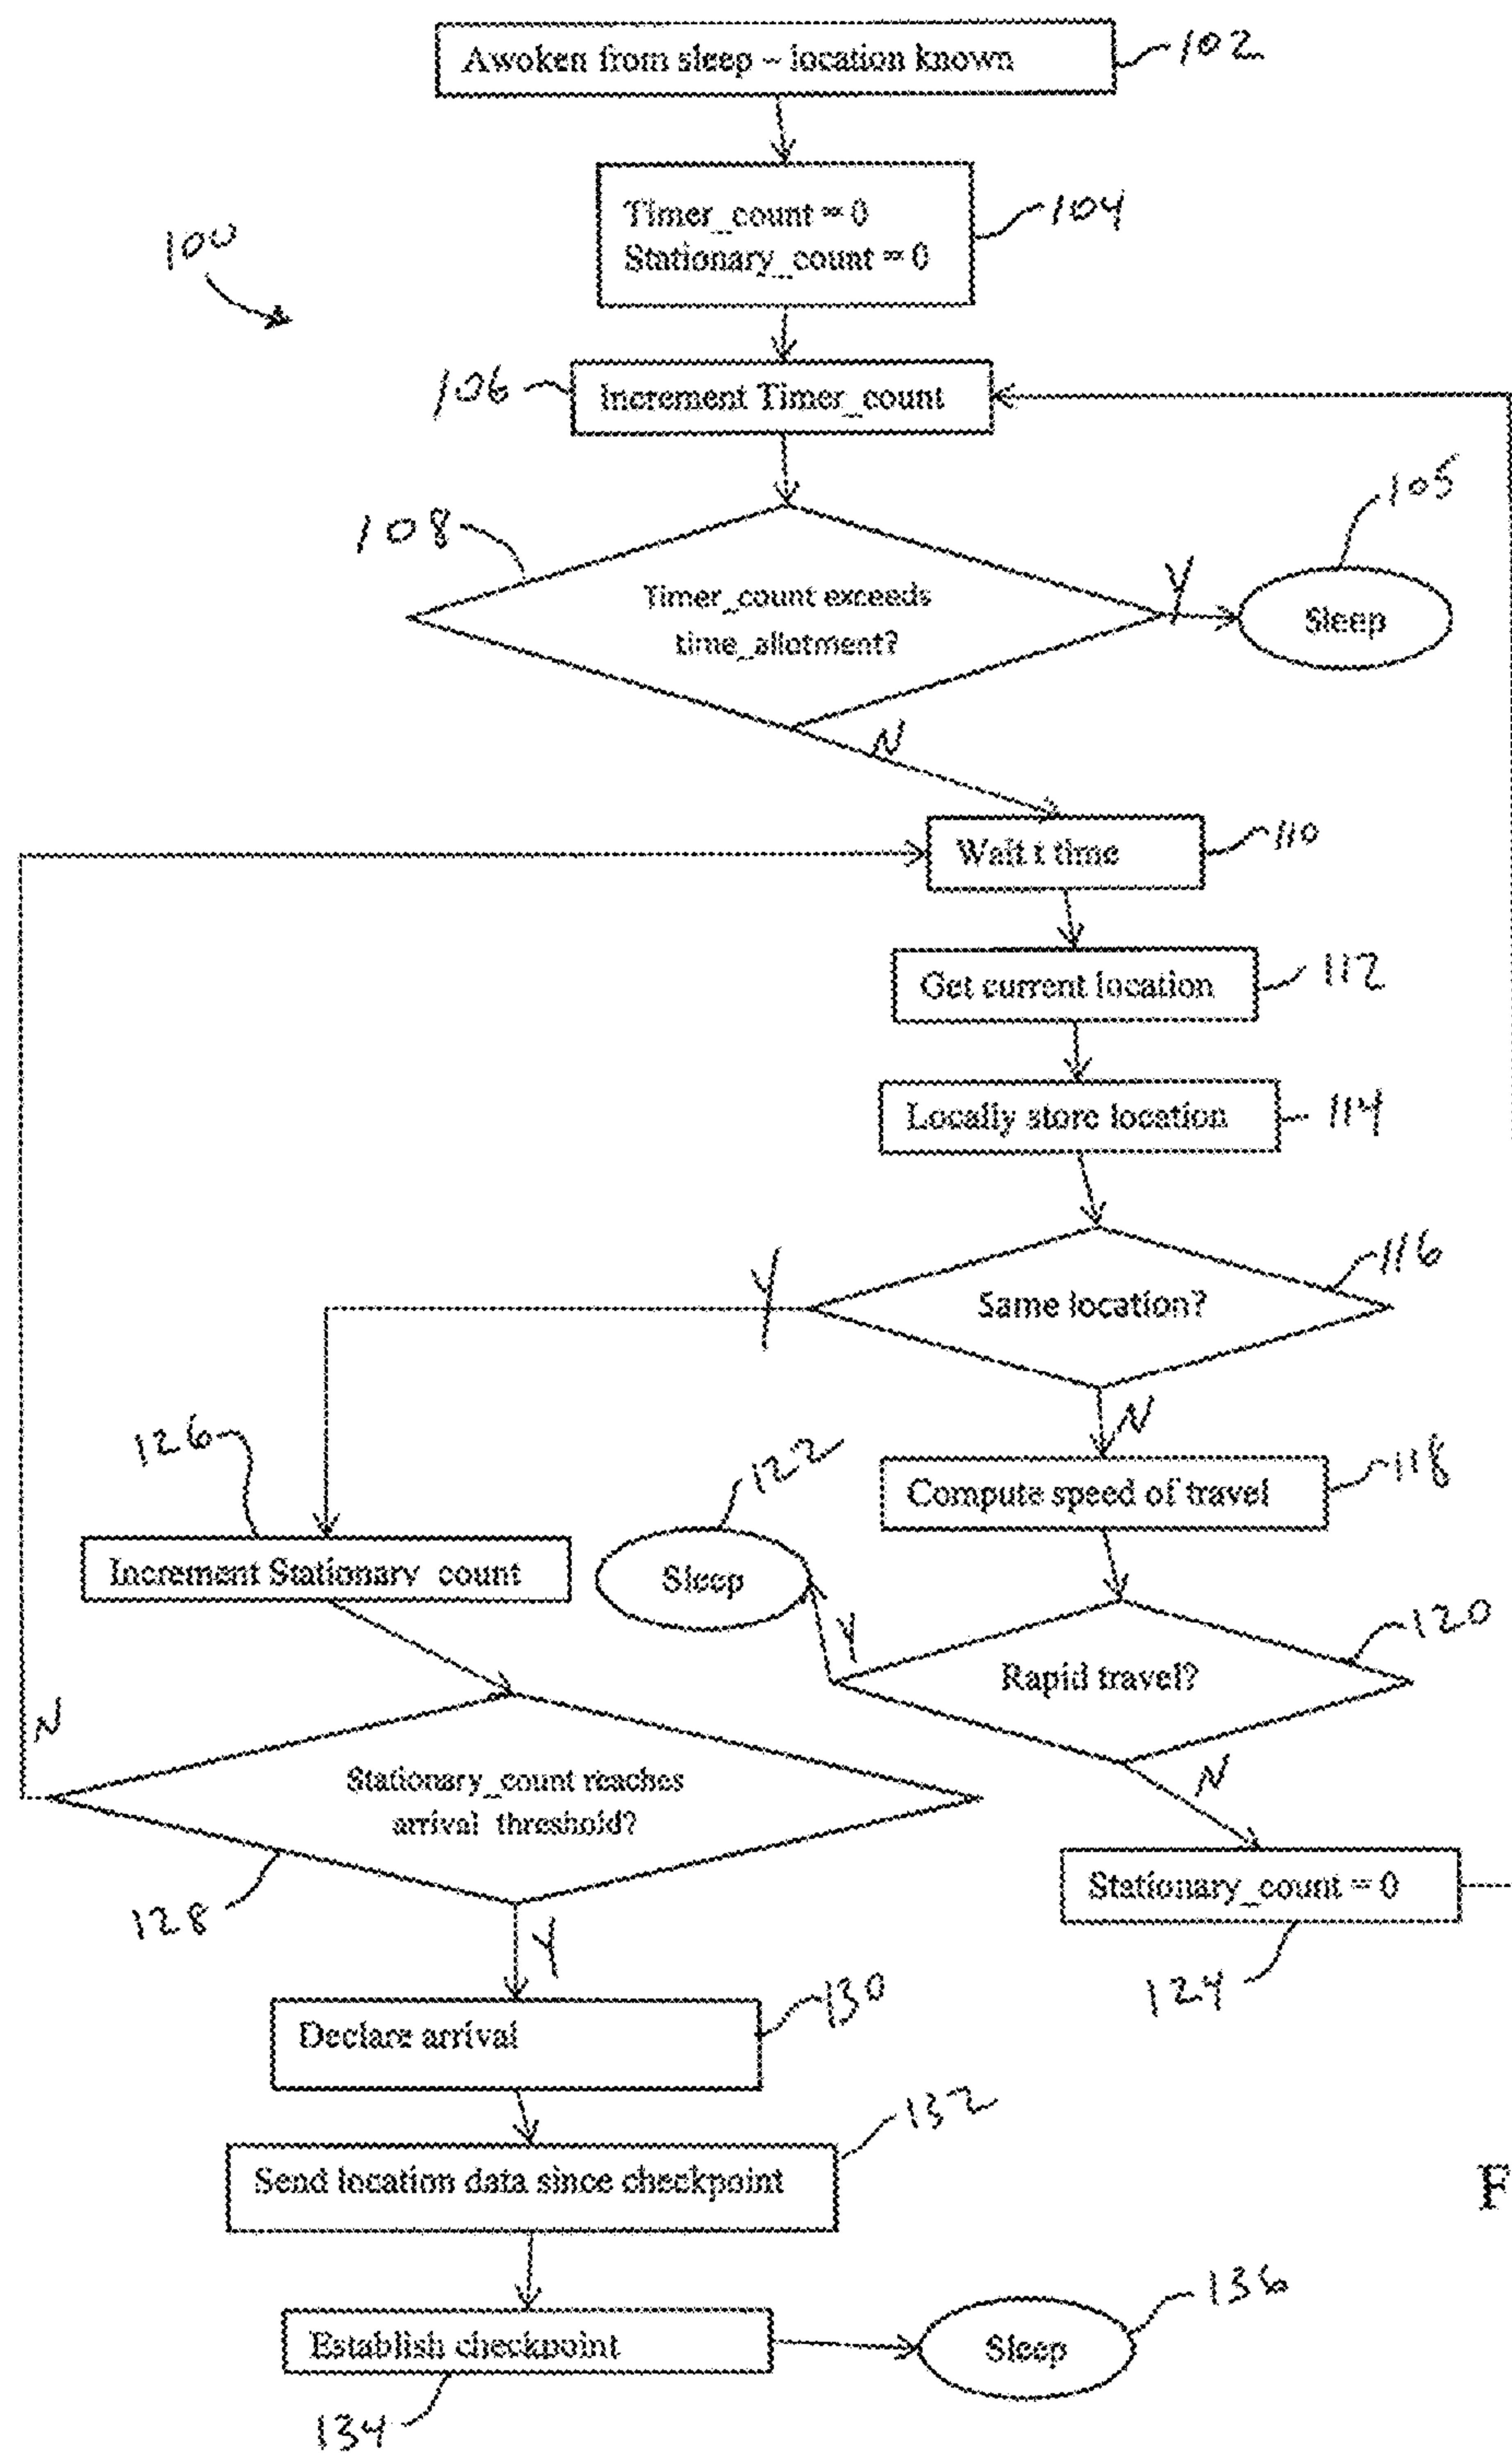 Awoken from sleep – location known
102
Timer_count = 0
Stationary_count = 0
104
100
106
Increment Timer_count
108
105
Timer_count exceeds
time_allotment?
Y
Sleep
N
Wait t time
110
Get current location
112
Locally store location
114
116
Same location?
Y
N
126
122
118
Compute speed of travel
Increment Stationary_count
Sleep
Y
120
Rapid travel?
N
N
Stationary_count reaches
arrival_threshold?
128
Stationary_count = 0
Y
124
130
Declare arrival
132
Send location data since checkpoint
F
136
Establish checkpoint
Sleep
134